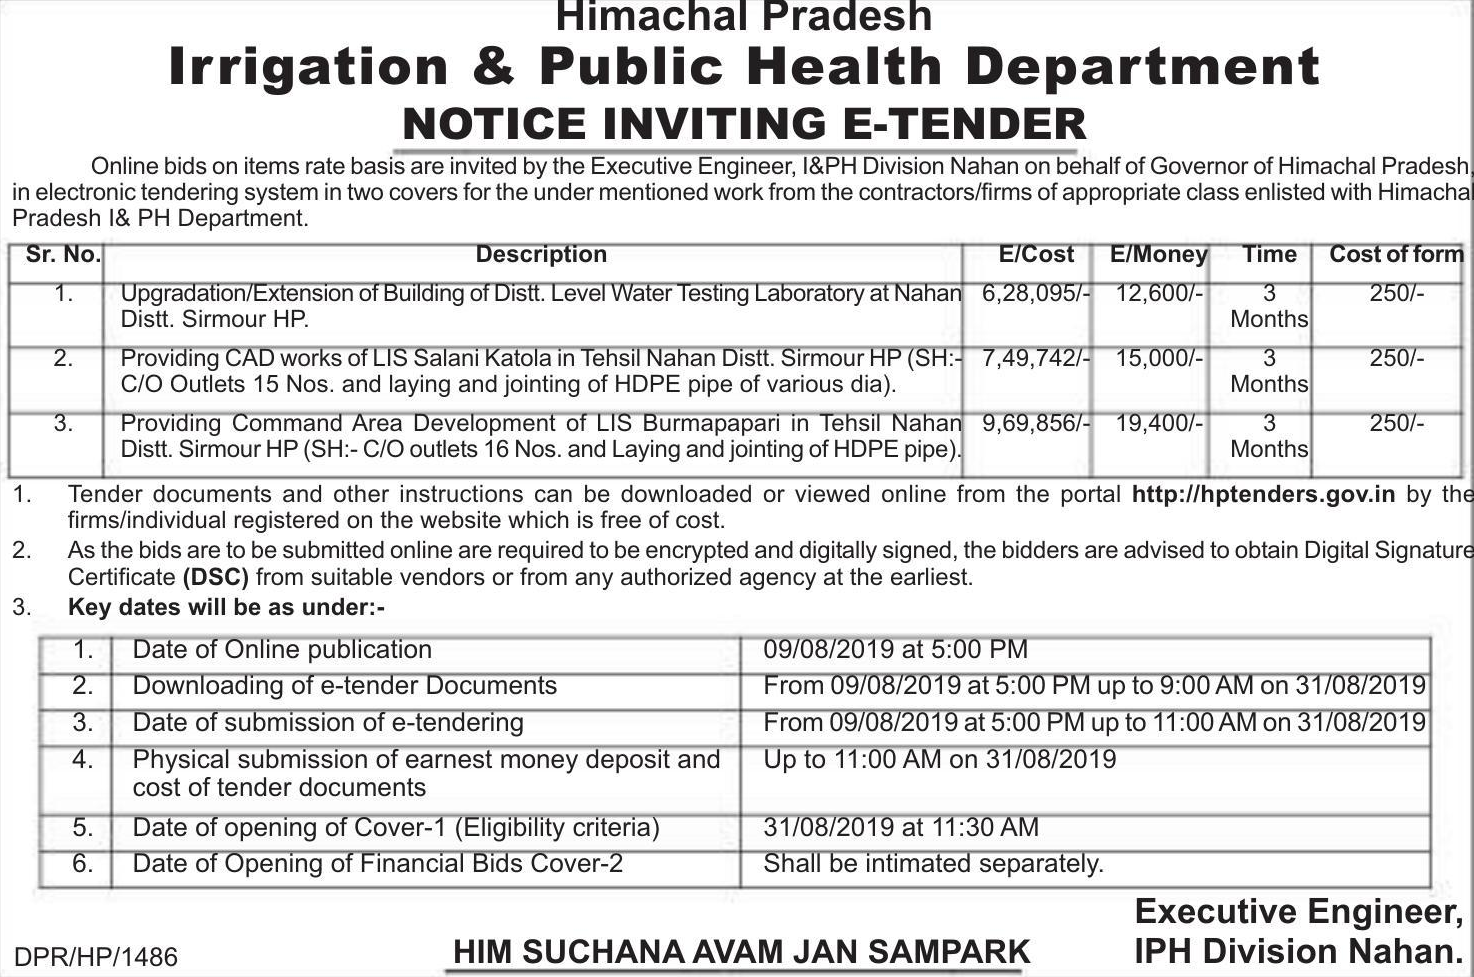 Himachal Pradesh
Irrigation & Public Health Department
NOTICE INVITING E-TENDER
Online bids on items rate basis are invited by the Executive Engineer, I&PH Division Nahan on behalf of Governor of Himachal Pradesh,
in electronic tendering system in two covers for the under mentioned work from the contractors/firms of appropriate class enlisted with Himachal
Pradesh I& PH Department.
Sr. No. Description E/Cost E/Money Time Cost of form
1. Upgradation/Extension of Building of Distt. Level Water Testing Laboratory at Nahan 6,28,095/- 12,600/- 3 250/-
Distt. Sirmour HP. Months
2. Providing CAD works of LIS Salani Katola in Tehsil Nahan Distt. Sirmour HP (SH:- 7,49,742/- 15,000/- 3 250/-
C/O Outlets 15 Nos. and laying and jointing of HDPE pipe of various dia). Months
3. Providing Command Area Development of LIS Burmapapari in Tehsil Nahan 9,69,856/- 19,400/- 3 250/-
Distt. Sirmour HP (SH:- C/O outlets 16 Nos. and Laying and jointing of HDPE pipe). Months
1. Tender documents and other instructions can be downloaded or viewed online from the portal http://hptenders.gov.in by the
firms/individual registered on the website which is free of cost.
2. As the bids are to be submitted online are required to be encrypted and digitally signed, the bidders are advised to obtain Digital Signature
Certificate (DSC) from suitable vendors or from any authorized agency at the earliest.
3. Key dates will be as under:-
1. Date of Online publication 09/08/2019 at 5:00 PM
2. Downloading of e-tender Documents From 09/08/2019 at 5:00 PM up to 9:00 AM on 31/08/2019
3. Date of submission of e-tendering From 09/08/2019 at 5:00 PM up to 11:00 AM on 31/08/2019
4. Physical submission of earnest money deposit and Up to 11:00 AM on 31/08/2019
cost of tender documents
5. Date of opening of Cover-1 (Eligibility criteria) 31/08/2019 at 11:30 AM
6. Date of Opening of Financial Bids Cover-2 Shall be intimated separately.
Executive Engineer,
DPR/HP/1486 HIM SUCHANA AVAM JAN SAMPARK IPH Division Nahan.